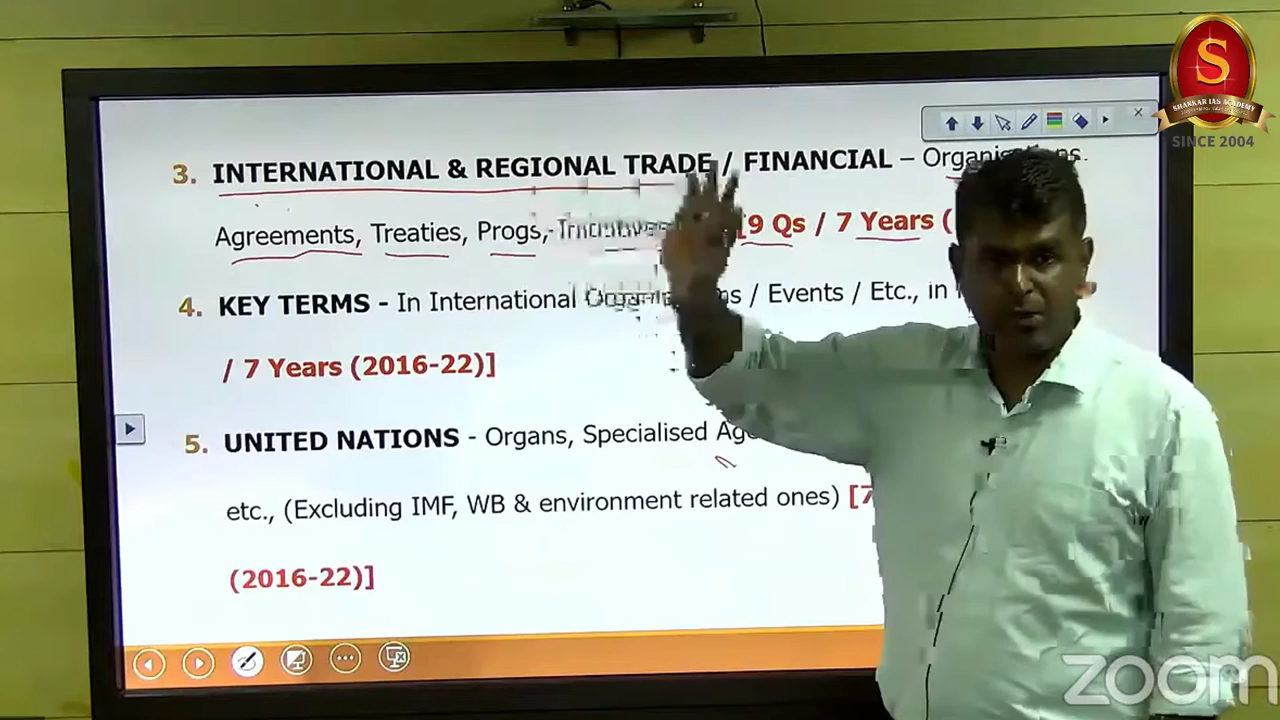 S
SHANKAR IAS ACADEMY
SINCE 2004
3. INTERNATIONAL & REGIONAL TRADE / FINANCIAL – Organisations,
Agreements, Treaties, Progs, Initiatives [9 Qs / 7 Years (
4. KEY TERMS - In International / Events / Etc., in
/ 7 Years (2016-22)]
5. UNITED NATIONS - Organs, Specialised
etc., (Excluding IMF, WB & environment related ones) [7
(2016-22)]
zoom